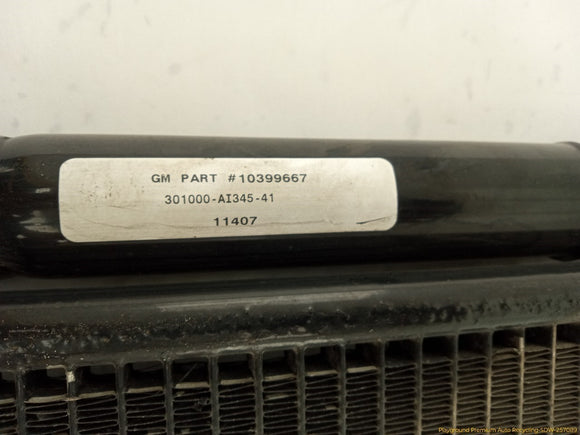 GM PART #10399667
301000-AI345-41
11407
Playground Premium Auto Recycling-SDW-257089